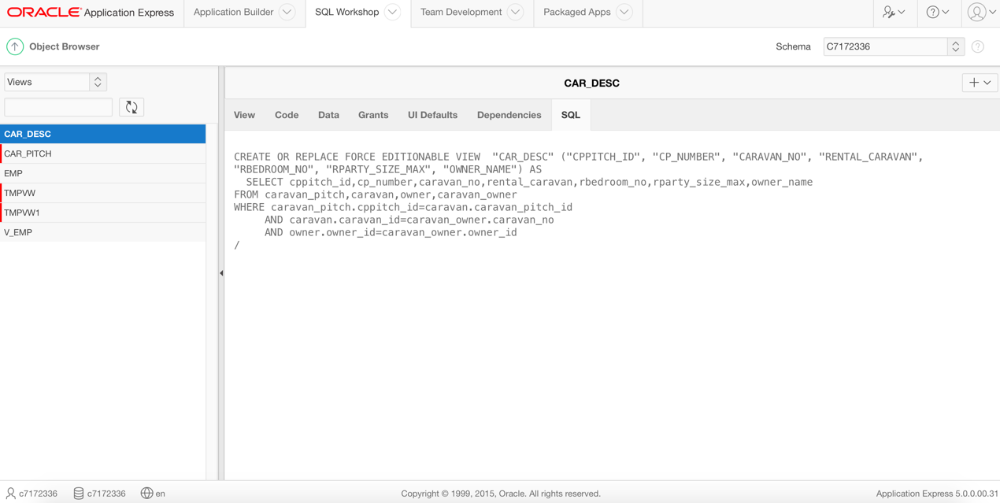 ORACLE Application Express Application Builder SQL Workshop Team Development Packaged Apps
Object Browser Schema C7172336
Views
CAR_DESC
View Code Data Grants UI Defaults Dependencies SQL
CAR_DESC
CAR_PITCH
EMP
TMPVW
TMPVW1
V_EMP
CREATE OR REPLACE FORCE EDITIONABLE VIEW  "CAR_DESC" ("CPPITCH_ID", "CP_NUMBER", "CARAVAN_NO", "RENTAL_CARAVAN",
"RBEDROOM_NO", "RPARTY_SIZE_MAX", "OWNER_NAME") AS
  SELECT cppitch_id,cp_number,caravan_no,rental_caravan,rbedroom_no,rparty_size_max,owner_name
FROM caravan_pitch,caravan,owner,caravan_owner
WHERE caravan_pitch.cppitch_id=caravan.caravan_pitch_id
     AND caravan.caravan_id=caravan_owner.caravan_no
     AND owner.owner_id=caravan_owner.owner_id
/
c7172336 c7172336 en Copyright © 1999, 2015, Oracle. All rights reserved. Application Express 5.0.0.00.31